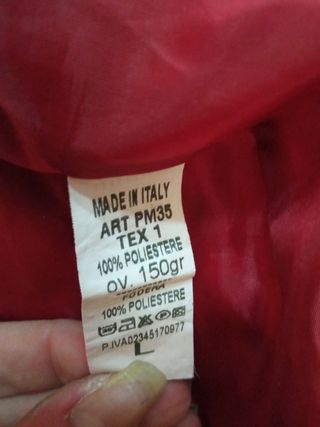 MADE IN ITALY
ART PM35
TEX 1
100% POLIESTERE
OV. 150gr
FODERA
100% POLIESTERE
P.IVA02345170977
L